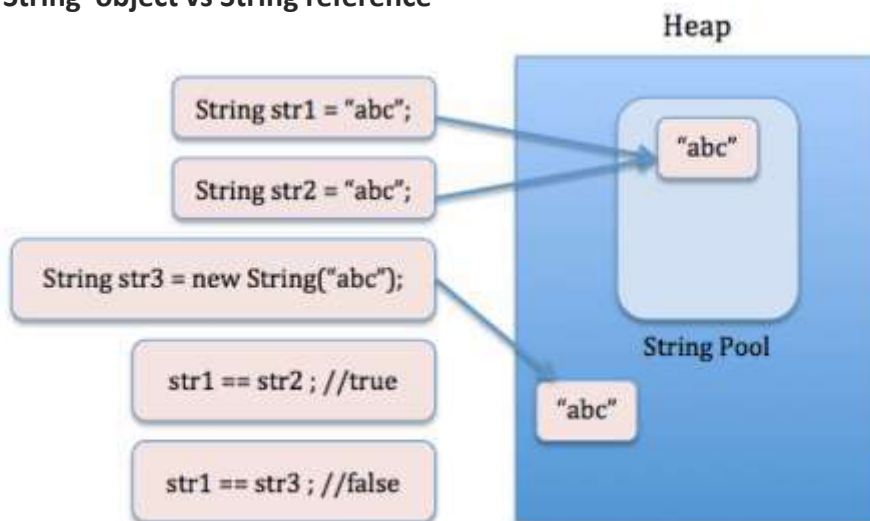 String object vs String reference
Heap
String str1 = “abc”;
“abc”
String str2 = “abc”;
String str3 = new String(“abc”);
String Pool
str1 == str2 ; //true
“abc”
str1 == str3 ; //false